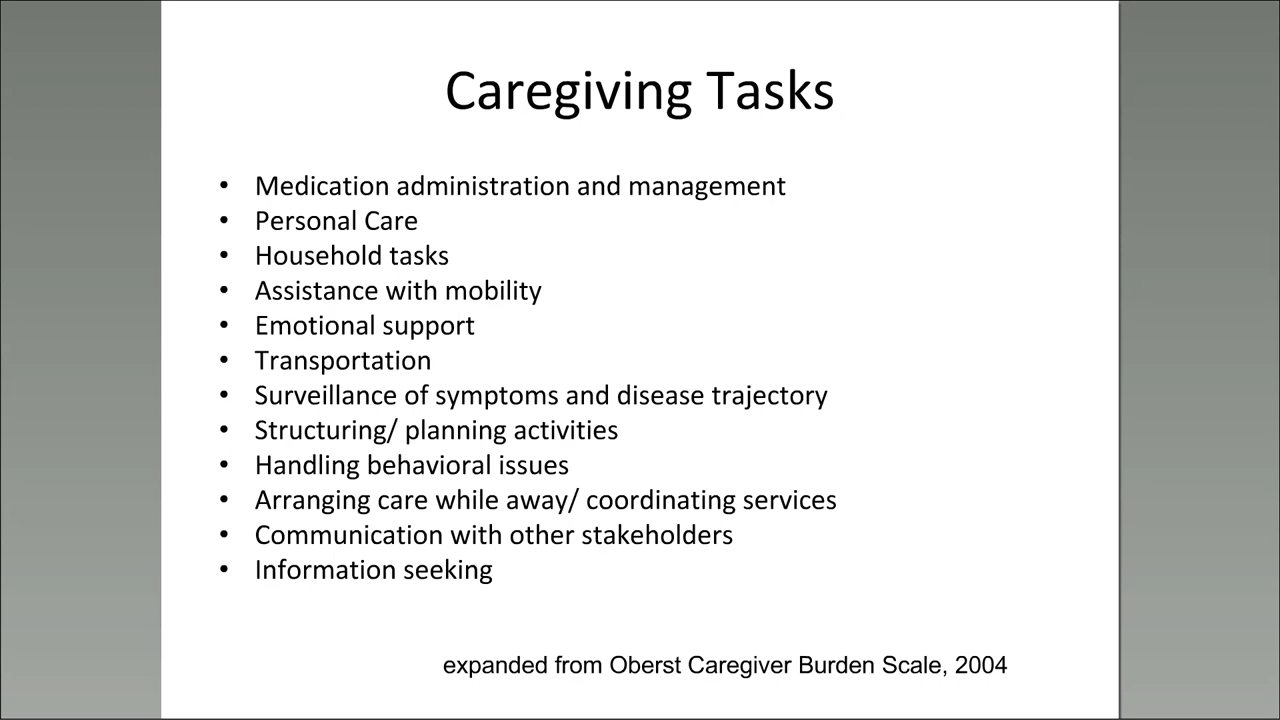 Caregiving Tasks
• Medication administration and management
• Personal Care
• Household tasks
• Assistance with mobility
• Emotional support
• Transportation
• Surveillance of symptoms and disease trajectory
• Structuring/ planning activities
• Handling behavioral issues
• Arranging care while away/ coordinating services
• Communication with other stakeholders
• Information seeking
expanded from Oberst Caregiver Burden Scale, 2004